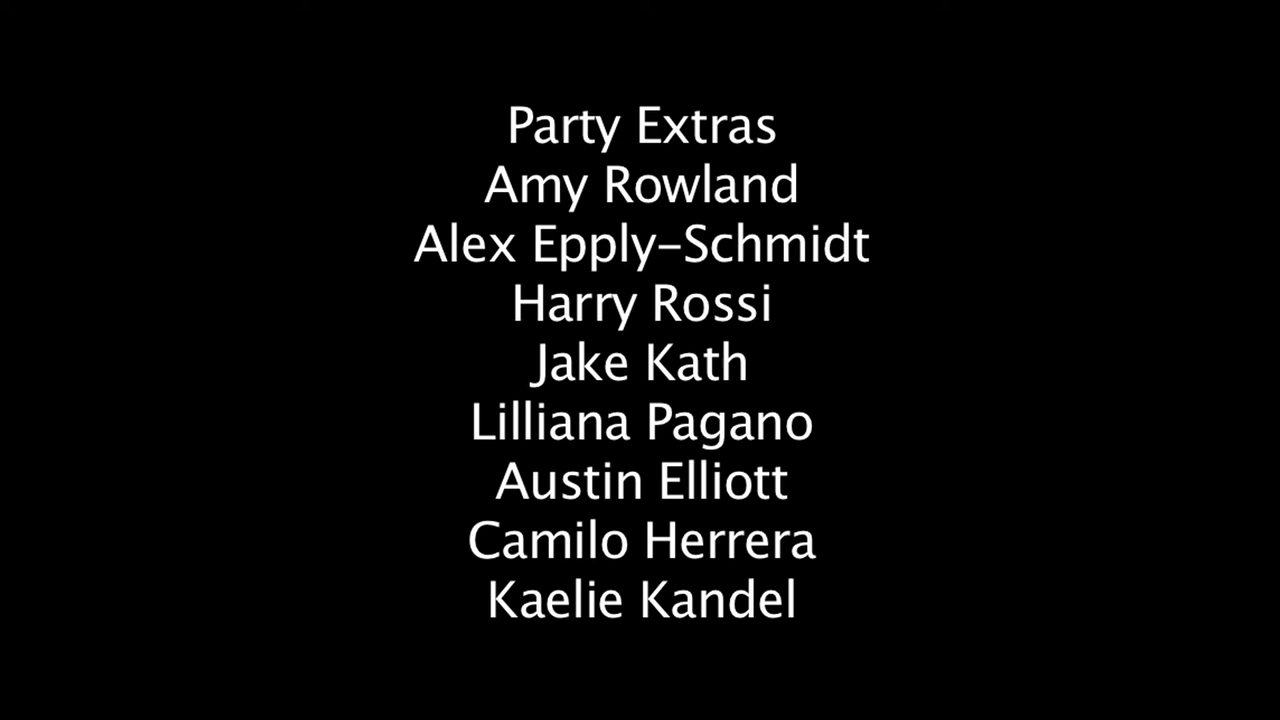 Party Extras
Amy Rowland
Alex Epply-Schmidt
Harry Rossi
Jake Kath
Lilliana Pagano
Austin Elliott
Camilo Herrera
Kaelie Kandel